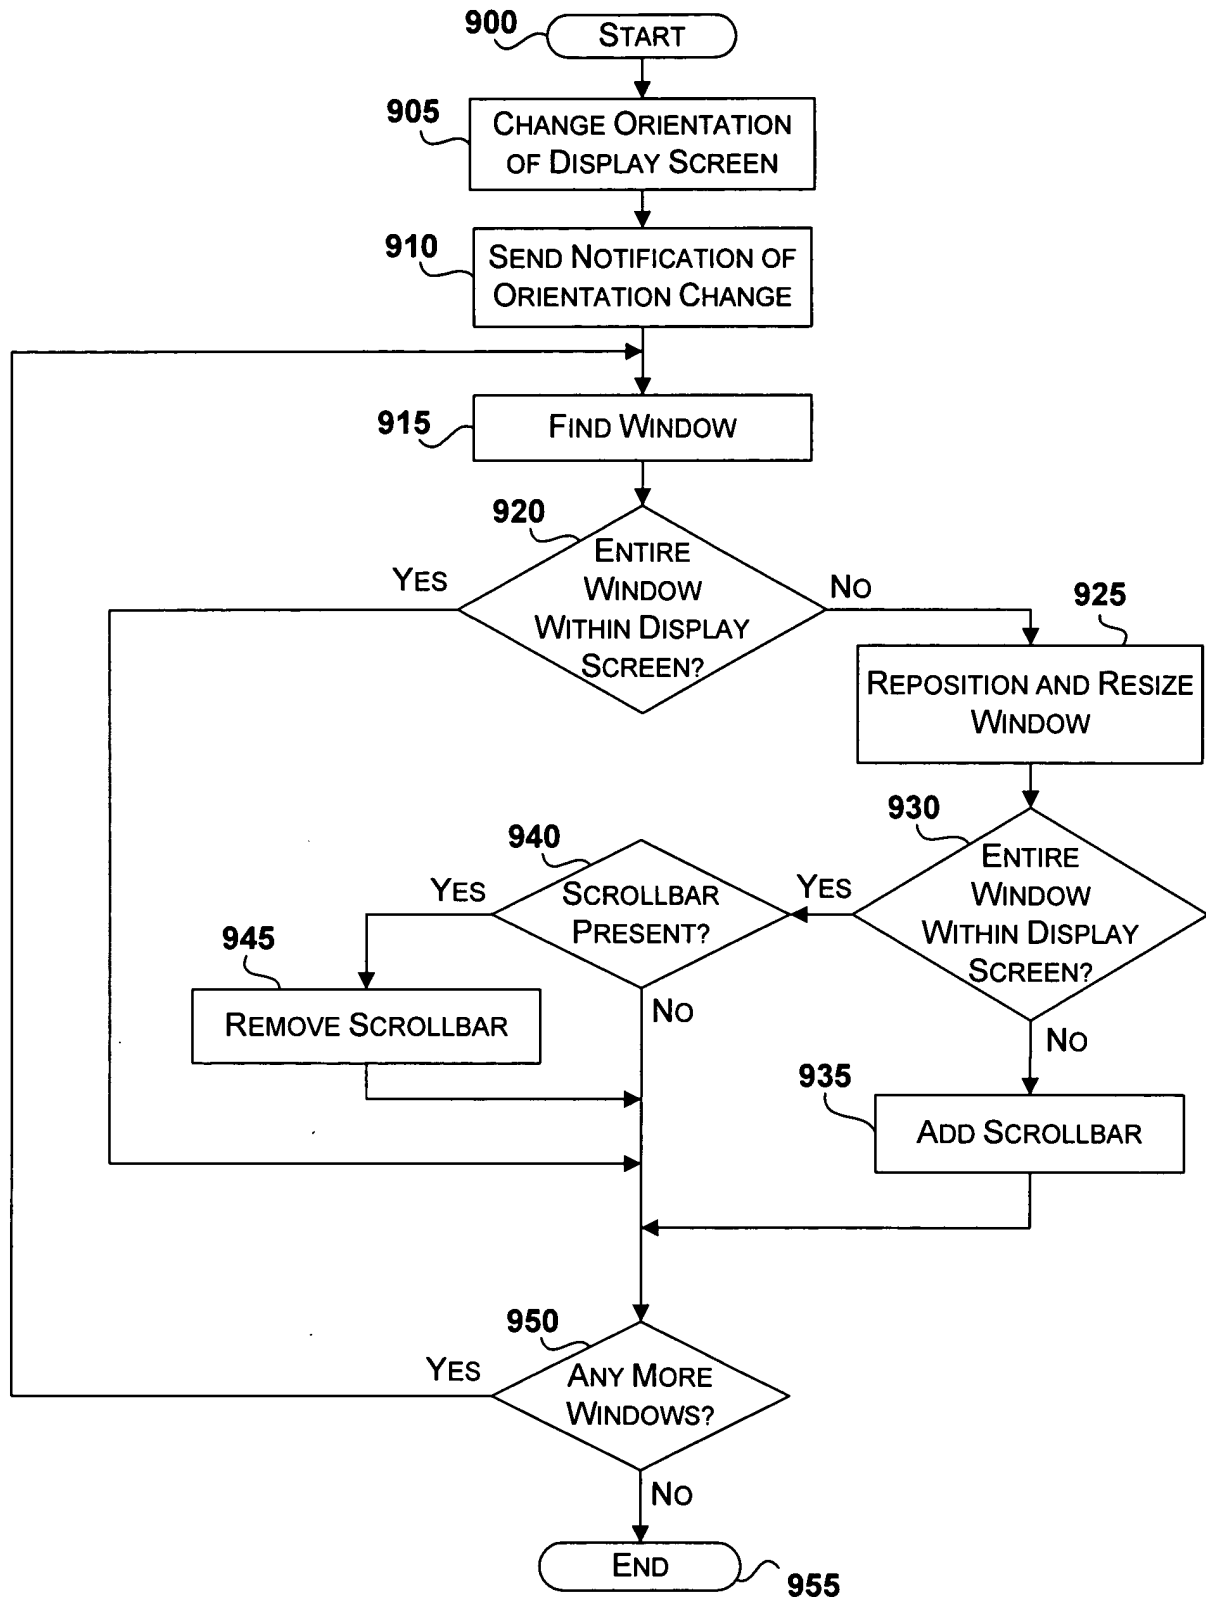 900
START
905
CHANGE ORIENTATION
OF DISPLAY SCREEN
910
SEND NOTIFICATION OF
ORIENTATION CHANGE
915
FIND WINDOW
920
ENTIRE
WINDOW
WITHIN DISPLAY
SCREEN?
YES
NO
925
REPOSITION AND RESIZE
WINDOW
930
ENTIRE
WINDOW
WITHIN DISPLAY
SCREEN?
YES
NO
940
SCROLLBAR
PRESENT?
YES
NO
945
REMOVE SCROLLBAR
935
ADD SCROLLBAR
950
ANY MORE
WINDOWS?
YES
NO
END
955